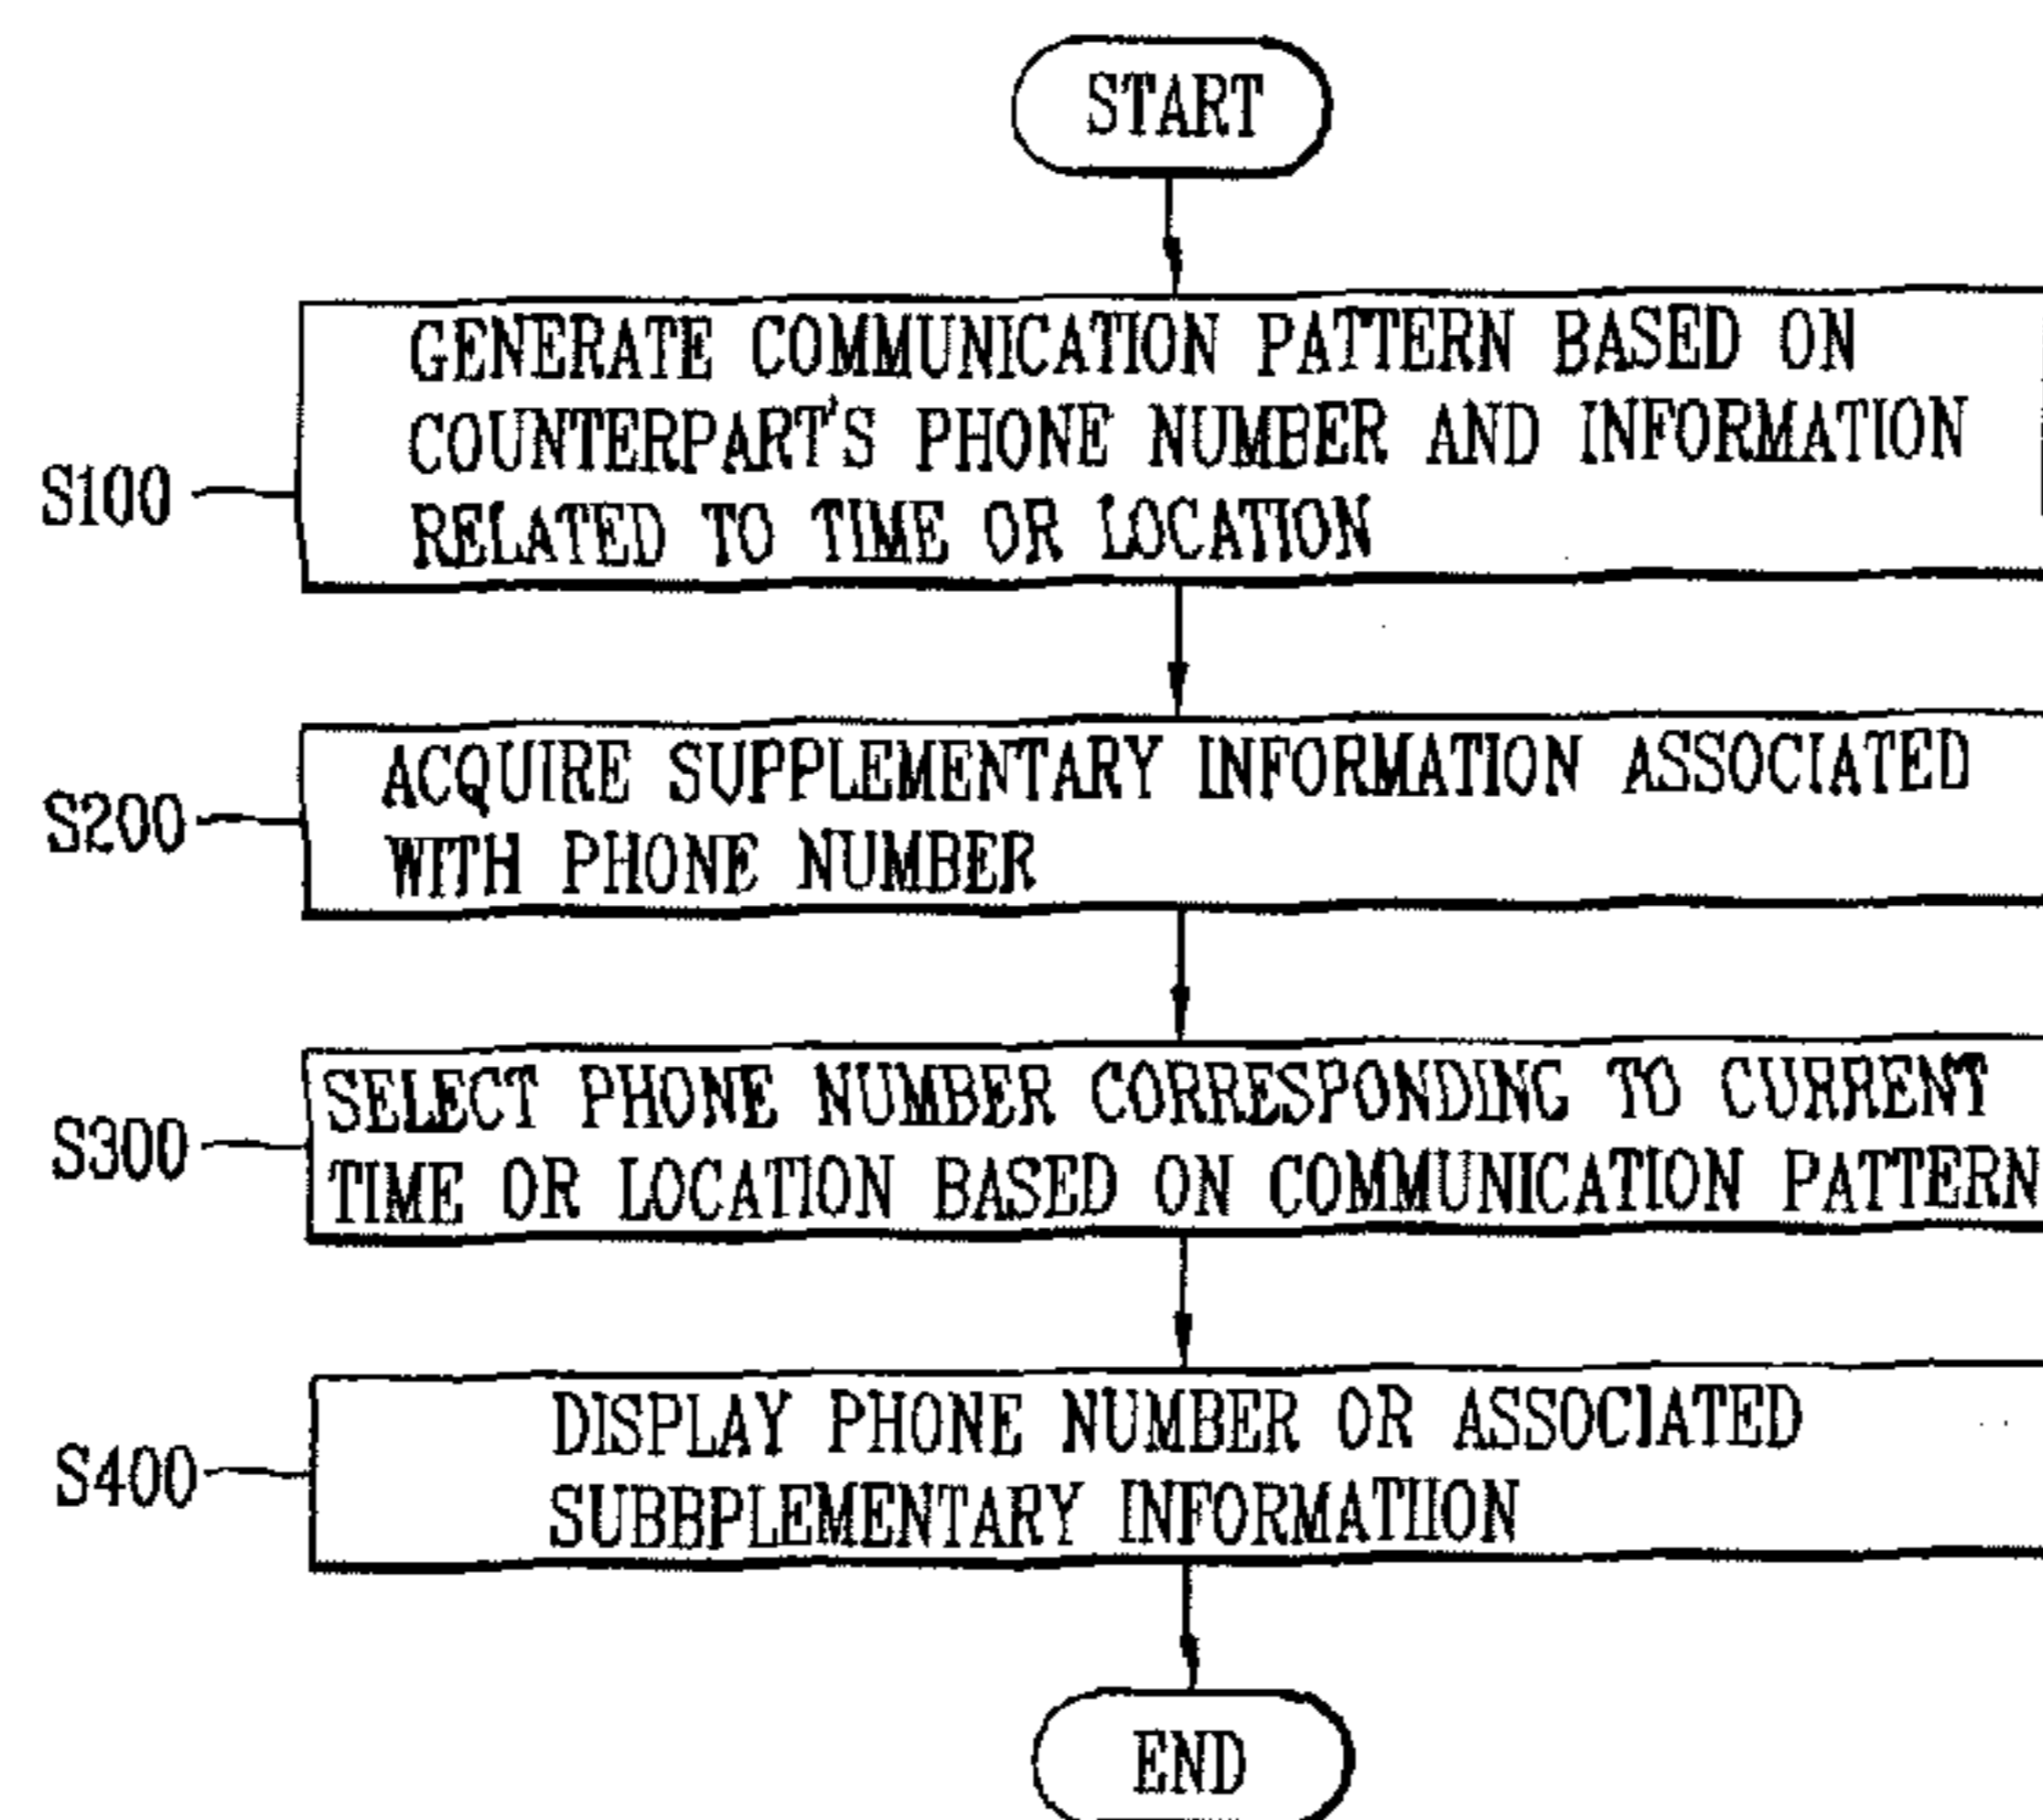 START
GENERATE COMMUNICATION PATTERN BASED ON
COUNTERPART'S PHONE NUMBER AND INFORMATION
RELATED TO TIME OR LOCATION
S100
ACQUIRE SUPPLEMENTARY INFORMATION ASSOCIATED
WITH PHONE NUMBER
S200
SELECT PHONE NUMBER CORRESPONDING TO CURRENT
TIME OR LOCATION BASED ON COMMUNICATION PATTERN
S300
DISPLAY PHONE NUMBER OR ASSOCIATED
SUBBPLEMENTARY INFORMATIION
S400
END